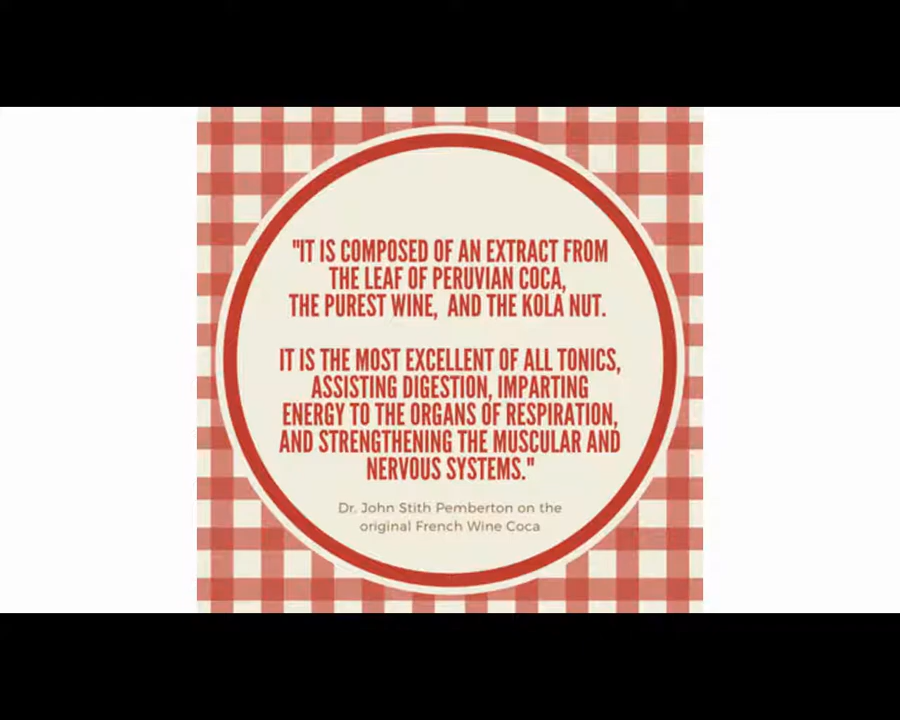 "IT IS COMPOSED OF AN EXTRACT FROM
THE LEAF OF PERUVIAN COCA,
THE PUREST WINE, AND THE KOLA NUT.
IT IS THE MOST EXCELLENT OF ALL TONICS,
ASSISTING DIGESTION, IMPARTING
ENERGY TO THE ORGANS OF RESPIRATION,
AND STRENGTHENING THE MUSCULAR AND
NERVOUS SYSTEMS."
Dr. John Stith Pemberton on the
original French Wine Coca